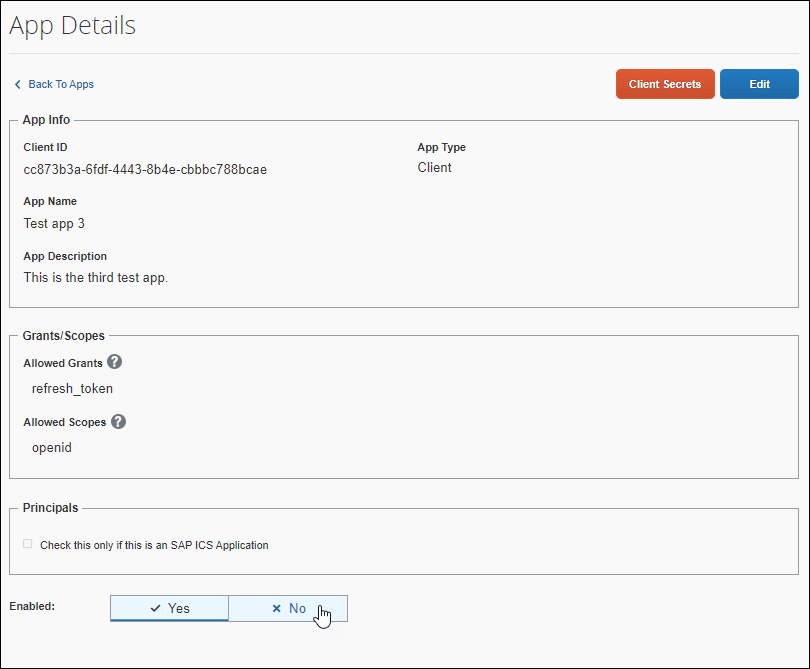 App Details
Back To Apps
Client Secrets
Edit
App Info
Client ID
App Type
cc873b3a-6fdf-4443-8b4e-cbbbc788bcae
Client
App Name
Test app 3
App Description
This is the third test app.
Grants/Scopes
Allowed Grants ?
refresh_token
Allowed Scopes ?
openid
Principals
Check this only if this is an SAP ICS Application
Enabled:
Yes
No